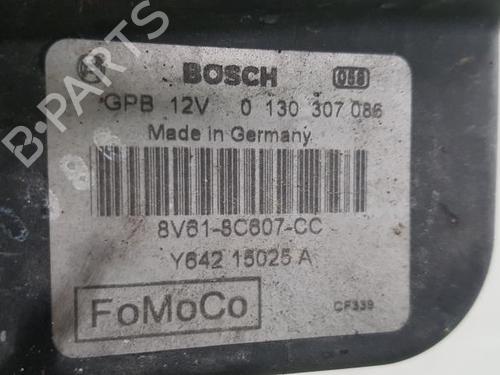 BOSCH 088
GPB 12V 0 130 307 086
Made in Germany
8V61-8C607-CC
Y642 15025 A
FoMoCo
CF339
B-PARTS